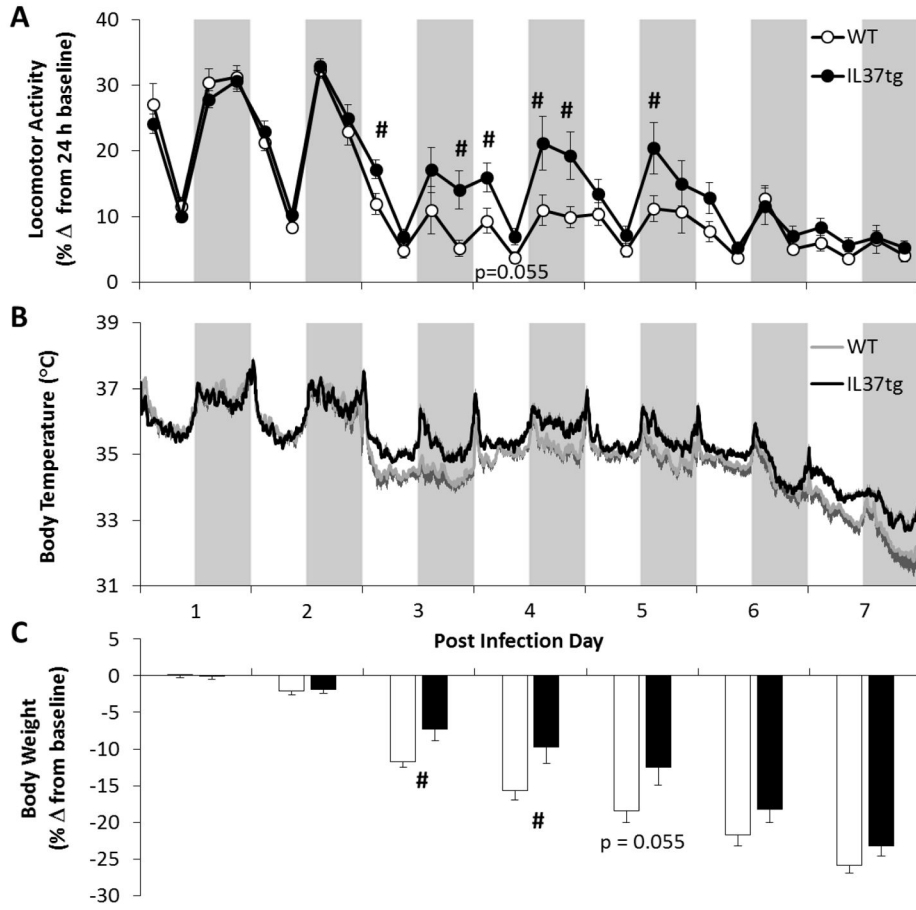 A
Locomotor Activity
(% Δ from 24 h baseline)
40
30
20
10
0
WT
IL37tg
#
#
#
#
#
#
p=0.055
B
Body Temperature (°C)
39
37
35
33
31
WT
IL37tg
1 2 3 4 5 6 7
Post Infection Day
C
Body Weight
(% Δ from baseline)
5
0
-5
-10
-15
-20
-25
-30
#
#
p = 0.055